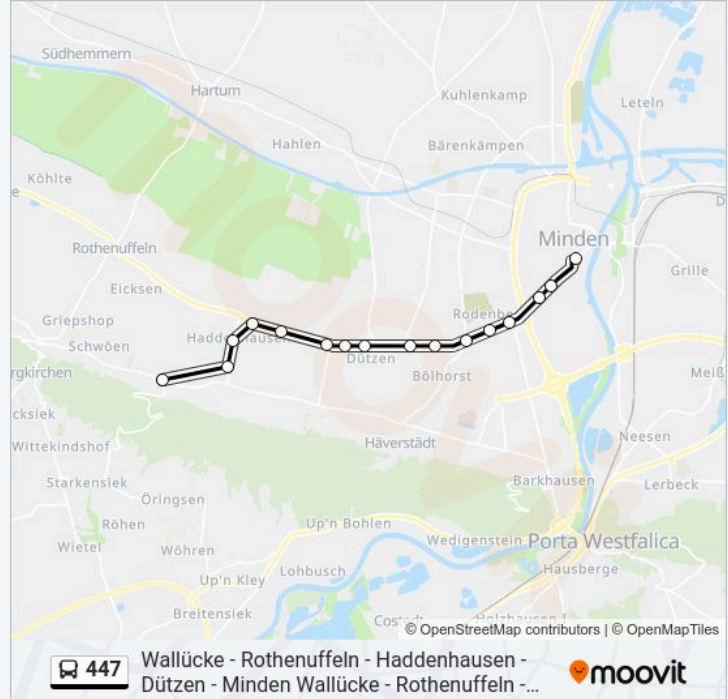 Südhemmern
Hartum
Kuhlenkamp
Leteln
Hahlen
Bärenkämpen
Köhlte
Minden
Rothenuffeln
Grille
Eicksen
Griepshop
Rodenbe
Haddenhausen
Schwöen
Dützen
rgkirchen
Bölhorst
Meiß
cksiek
Neesen
Wittekindshof
Häverstädt
Starkensiek
Barkhausen
Lerbeck
Öringsen
Röhen
Up'n Bohlen
Wietel
Wöhren
Wedigenstein
Porta Westfalica
Lohbusch
Hausberge
Up'n Kley
Breitensiek
Costedt
Holzhausen
© OpenStreetMap contributors | © OpenMapTiles
447
Wallücke - Rothenuffeln - Haddenhausen -
Dützen - Minden Wallücke - Rothenuffeln -...
moovit